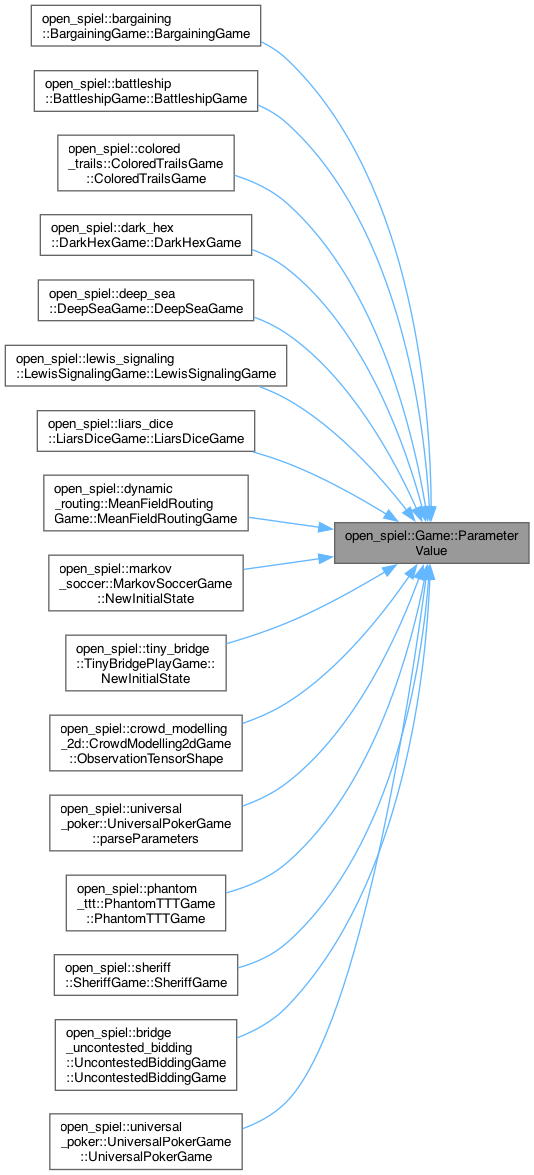 open_spiel::bargaining
::BargainingGame::BargainingGame
open_spiel::battleship
::BattleshipGame::BattleshipGame
open_spiel::colored
_trails::ColoredTrailsGame
::ColoredTrailsGame
open_spiel::dark_hex
::DarkHexGame::DarkHexGame
open_spiel::deep_sea
::DeepSeaGame::DeepSeaGame
open_spiel::lewis_signaling
::LewisSignalingGame::LewisSignalingGame
open_spiel::liars_dice
::LiarsDiceGame::LiarsDiceGame
open_spiel::dynamic
_routing::MeanFieldRouting
Game::MeanFieldRoutingGame
open_spiel::Game::Parameter
Value
open_spiel::markov
_soccer::MarkovSoccerGame
::NewInitialState
open_spiel::tiny_bridge
::TinyBridgePlayGame::
NewInitialState
open_spiel::crowd_modelling
_2d::CrowdModelling2dGame
::ObservationTensorShape
open_spiel::universal
_poker::UniversalPokerGame
::parseParameters
open_spiel::phantom
_ttt::PhantomTTTGame
::PhantomTTTGame
open_spiel::sheriff
::SheriffGame::SheriffGame
open_spiel::bridge
_uncontested_bidding
::UncontestedBiddingGame
::UncontestedBiddingGame
open_spiel::universal
_poker::UniversalPokerGame
::UniversalPokerGame